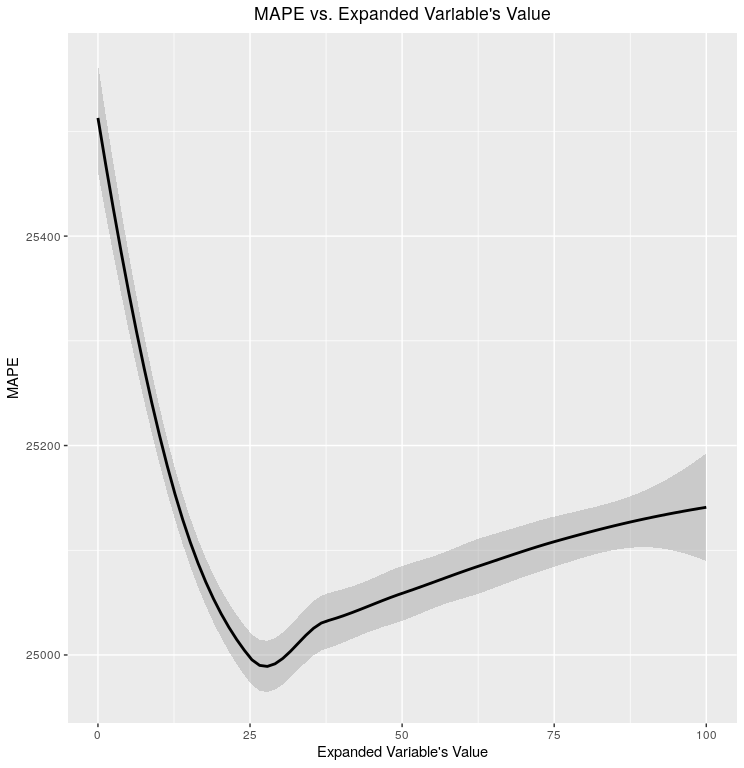 MAPE vs. Expanded Variable's Value
MAPE
25400
25200
25000
0 25 50 75 100
Expanded Variable's Value